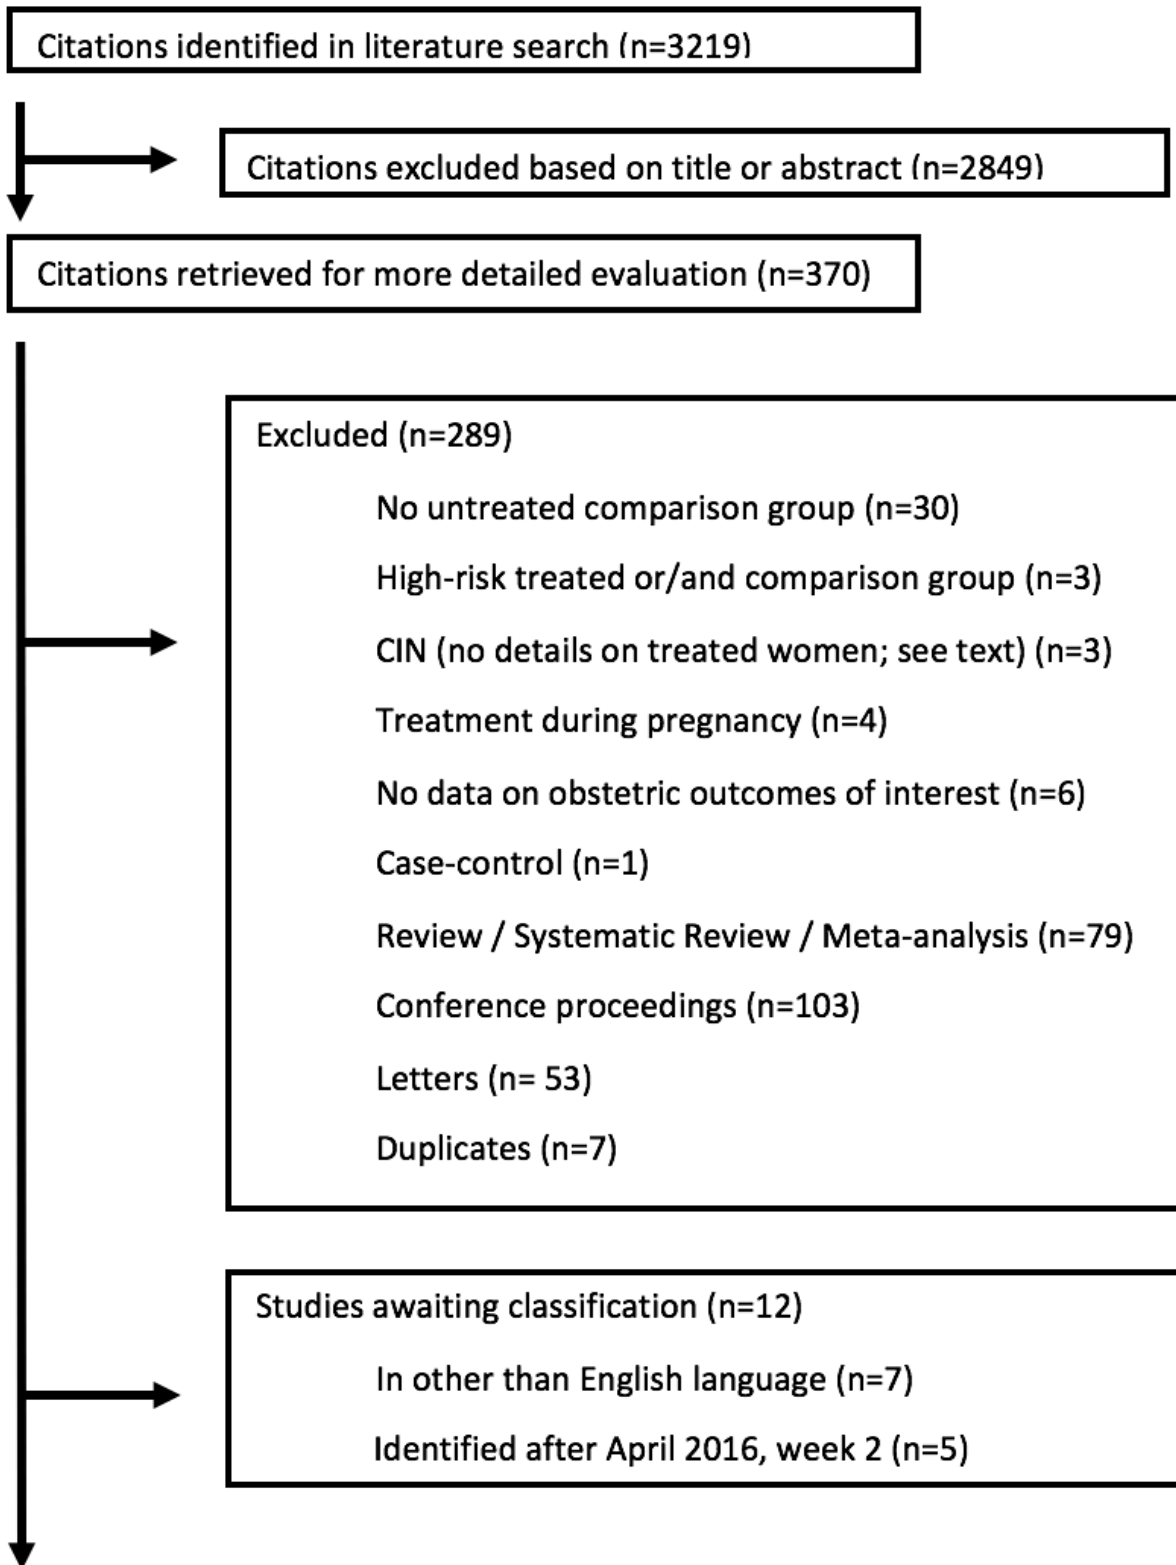 Citations identified in literature search (n=3219)
Citations excluded based on title or abstract (n=2849)
Citations retrieved for more detailed evaluation (n=370)
Excluded (n=289)
No untreated comparison group (n=30)
High-risk treated or/and comparison group (n=3)
CIN (no details on treated women; see text) (n=3)
Treatment during pregnancy (n=4)
No data on obstetric outcomes of interest (n=6)
Case-control (n=1)
Review / Systematic Review / Meta-analysis (n=79)
Conference proceedings (n=103)
Letters (n= 53)
Duplicates (n=7)
Studies awaiting classification (n=12)
In other than English language (n=7)
Identified after April 2016, week 2 (n=5)